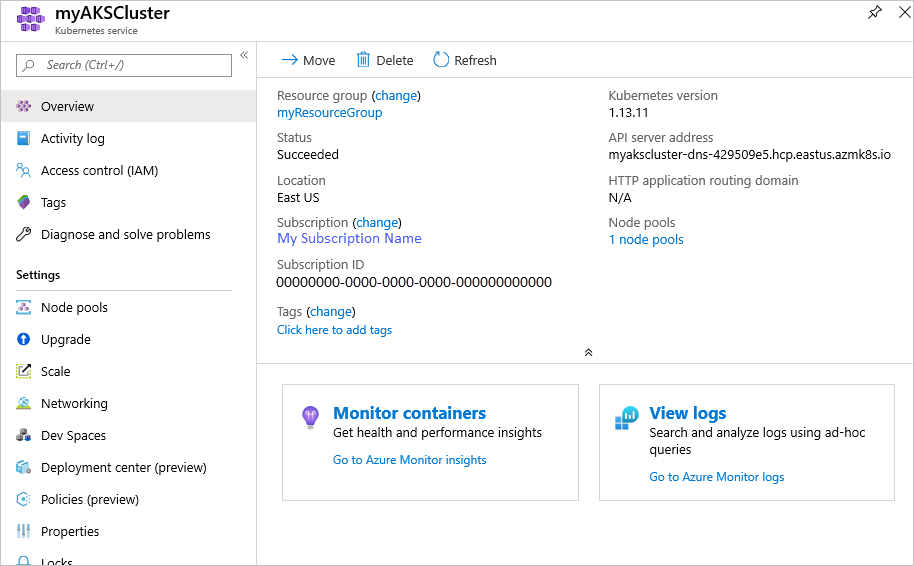 myAKSCluster
Kubernetes service
Search (Ctrl+/)
Overview
Activity log
Access control (IAM)
Tags
Diagnose and solve problems
Settings
Node pools
Upgrade
Scale
Networking
Dev Spaces
Deployment center (preview)
Policies (preview)
Properties
Locks
Move
Delete
Refresh
Resource group (change)
myResourceGroup
Status
Succeeded
Location
East US
Subscription (change)
My Subscription Name
Subscription ID
00000000-0000-0000-0000-000000000000
Tags (change)
Click here to add tags
Kubernetes version
1.13.11
API server address
myakscluster-dns-429509e5.hcp.eastus.azmk8s.io
HTTP application routing domain
N/A
Node pools
1 node pools
Monitor containers
Get health and performance insights
Go to Azure Monitor insights
View logs
Search and analyze logs using ad-hoc
queries
Go to Azure Monitor logs